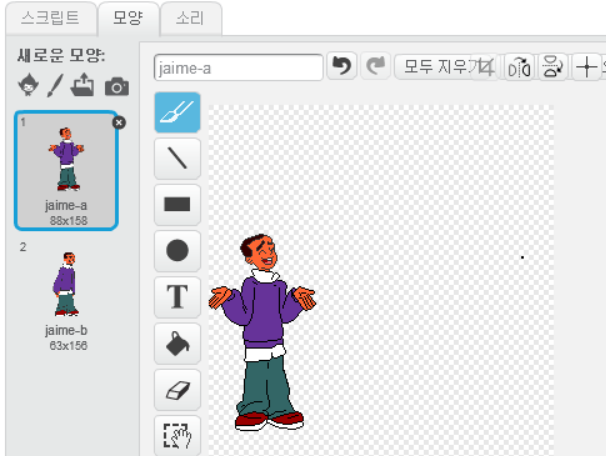 스크립트 모양 소리
새로운 모양:
jaime-a
모두 지우기
1
jaime-a
88x158
2
jaime-b
63x156
T